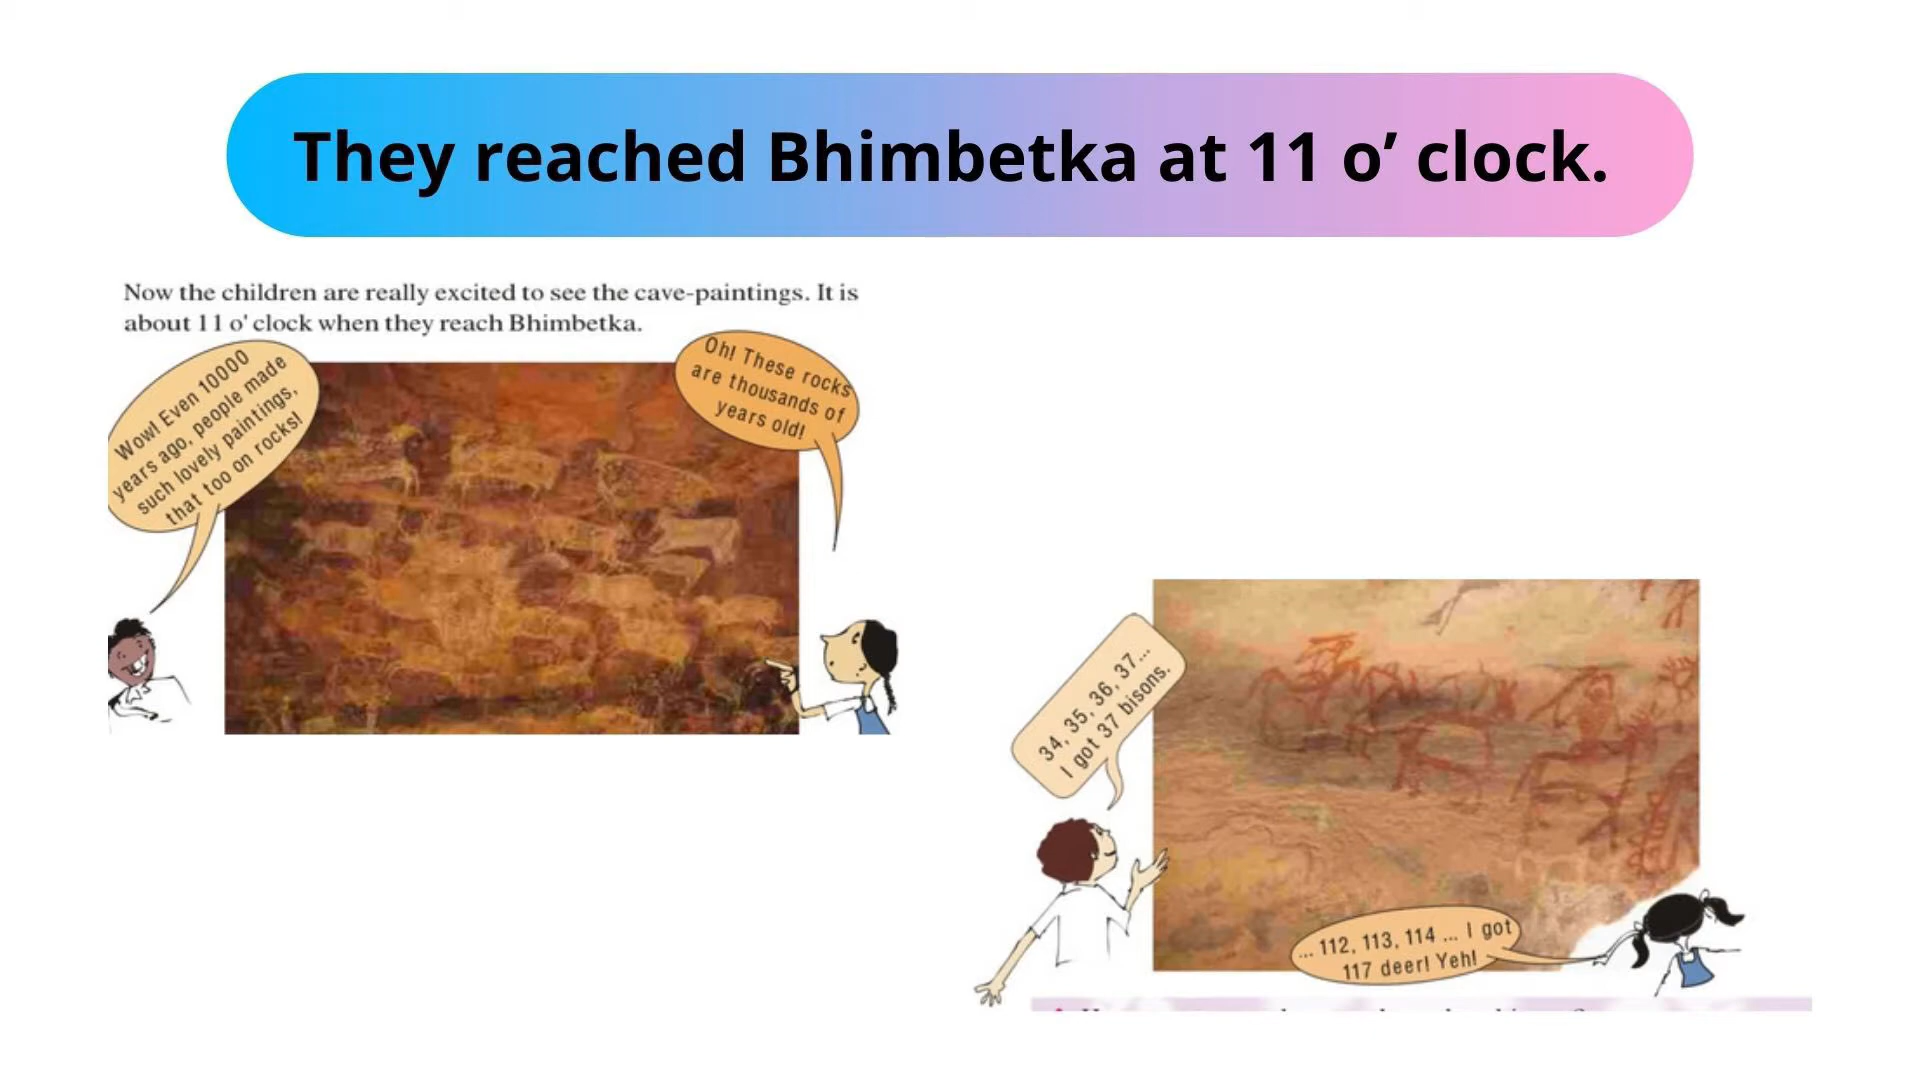 They reached Bhimbetka at 11 o’ clock.
Now the children are really excited to see the cave-paintings. It is
about 11 o' clock when they reach Bhimbetka.
Wow! Even 10000
years ago, people made
such lovely paintings,
that too on rocks!
Oh! These rocks
are thousands of
years old!
34, 35, 36, 37...
I got 37 bisons.
... 112, 113, 114 ... I got
117 deer! Yeh!